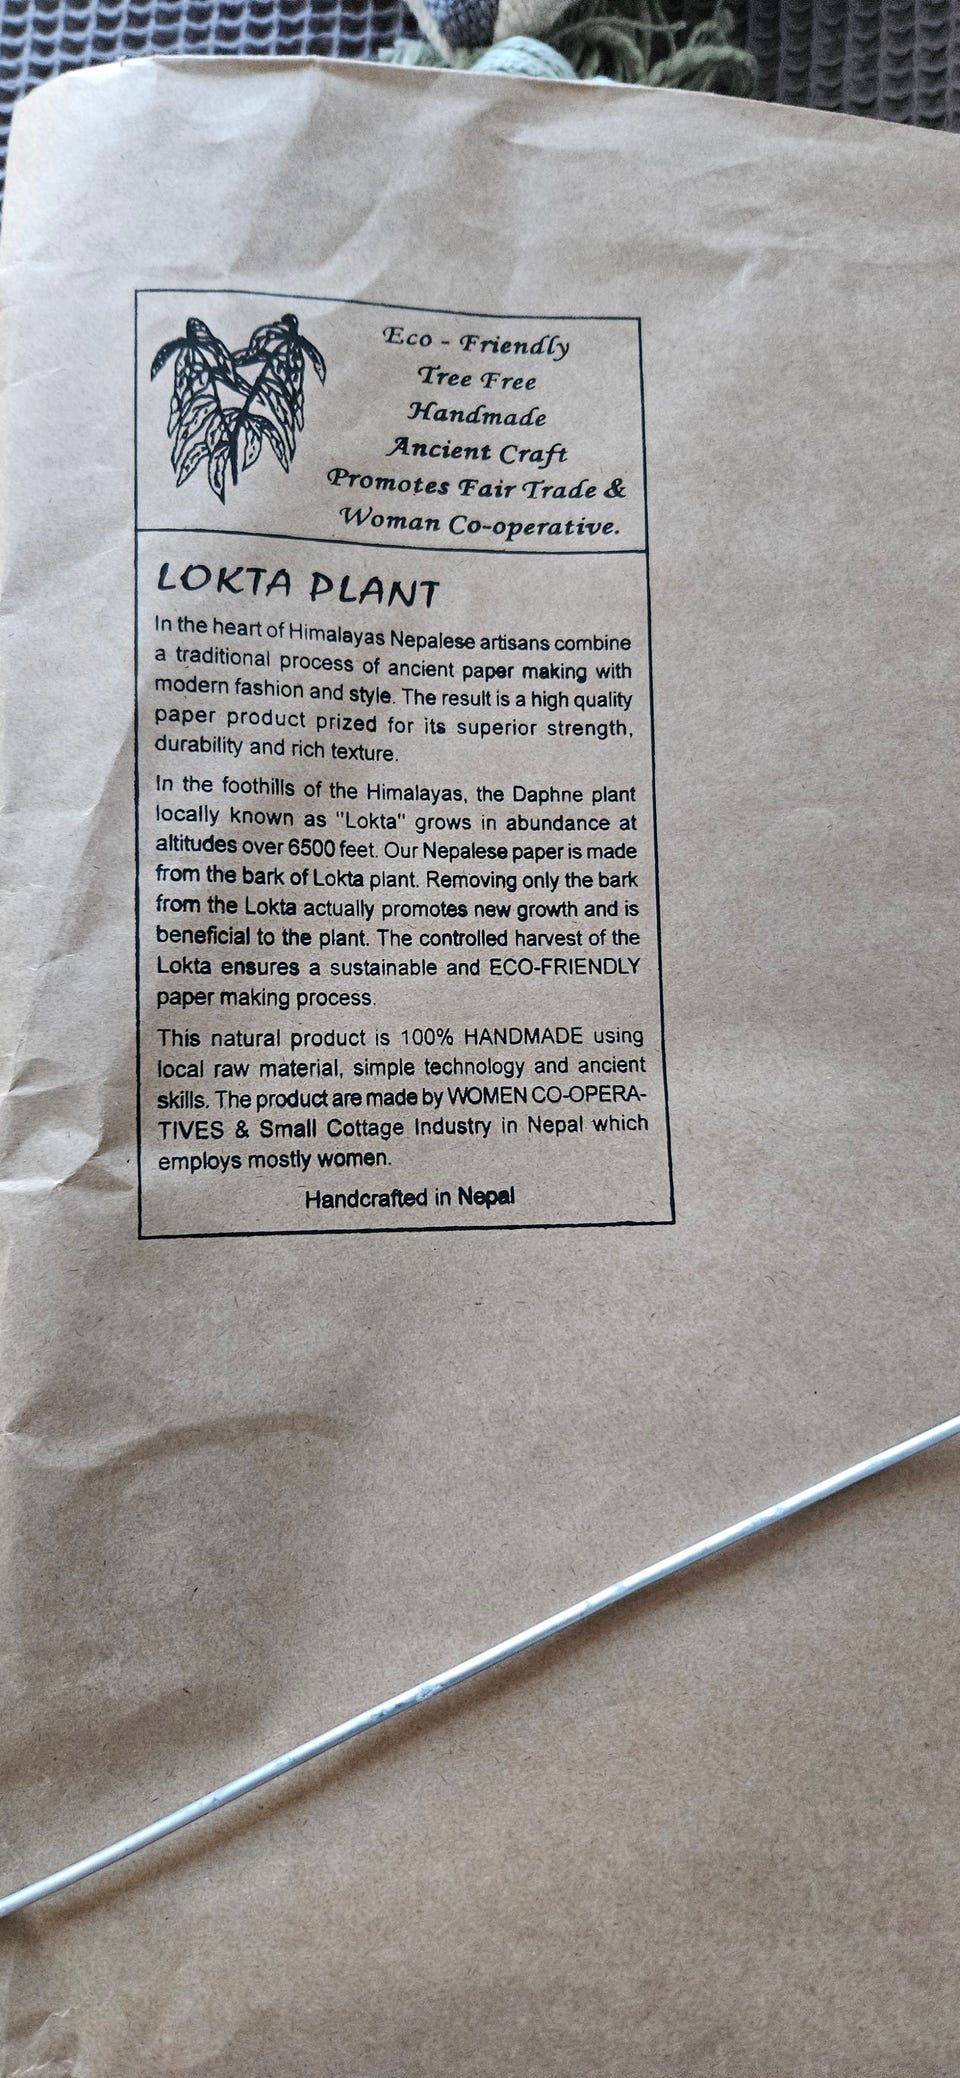 Eco - Friendly
Tree Free
Handmade
Ancient Craft
Promotes Fair Trade &
Woman Co-operative.
LOKTA PLANT
In the heart of Himalayas Nepalese artisans combine
a traditional process of ancient paper making with
modern fashion and style. The result is a high quality
paper product prized for its superior strength,
durability and rich texture.
In the foothills of the Himalayas, the Daphne plant
locally known as "Lokta" grows in abundance at
altitudes over 6500 feet. Our Nepalese paper is made
from the bark of Lokta plant. Removing only the bark
from the Lokta actually promotes new growth and is
beneficial to the plant. The controlled harvest of the
Lokta ensures a sustainable and ECO-FRIENDLY
paper making process.
This natural product is 100% HANDMADE using
local raw material, simple technology and ancient
skills. The product are made by WOMEN CO-OPERA-
TIVES & Small Cottage Industry in Nepal which
employs mostly women.
Handcrafted in Nepal